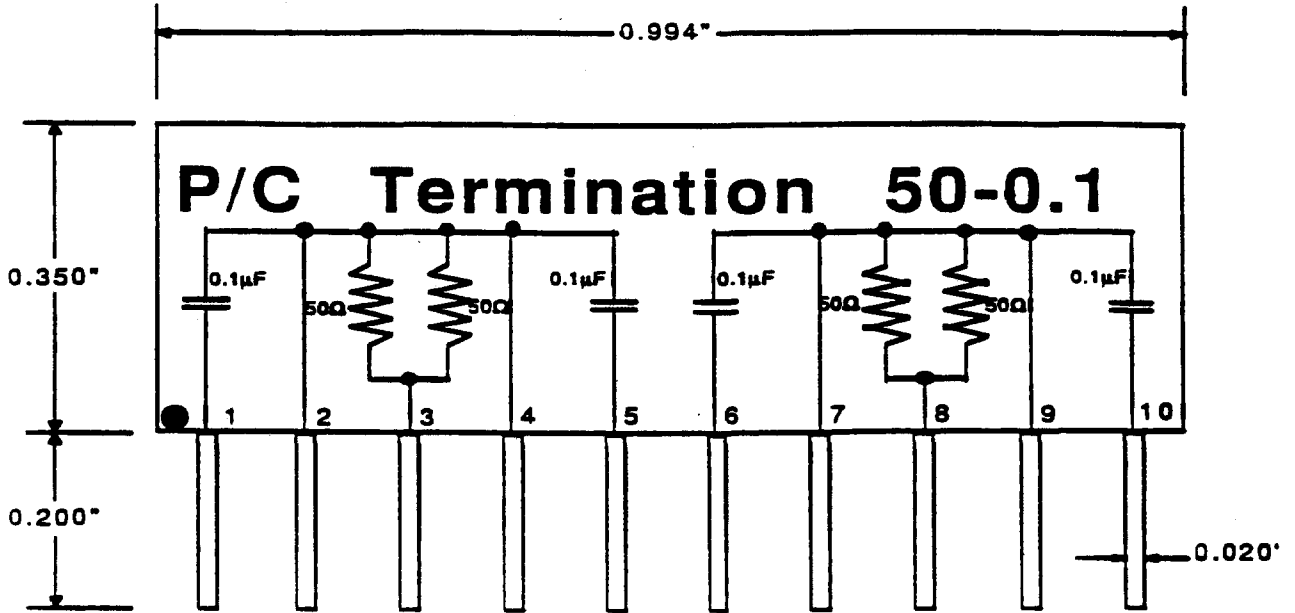 0.994"
P/C Termination 50-0.1
0.350"
0.1µF
50Ω
50Ω
0.1µF
0.1µF
50Ω
50Ω
0.1µF
1 2 3 4 5 6 7 8 9 10
0.200"
0.020'